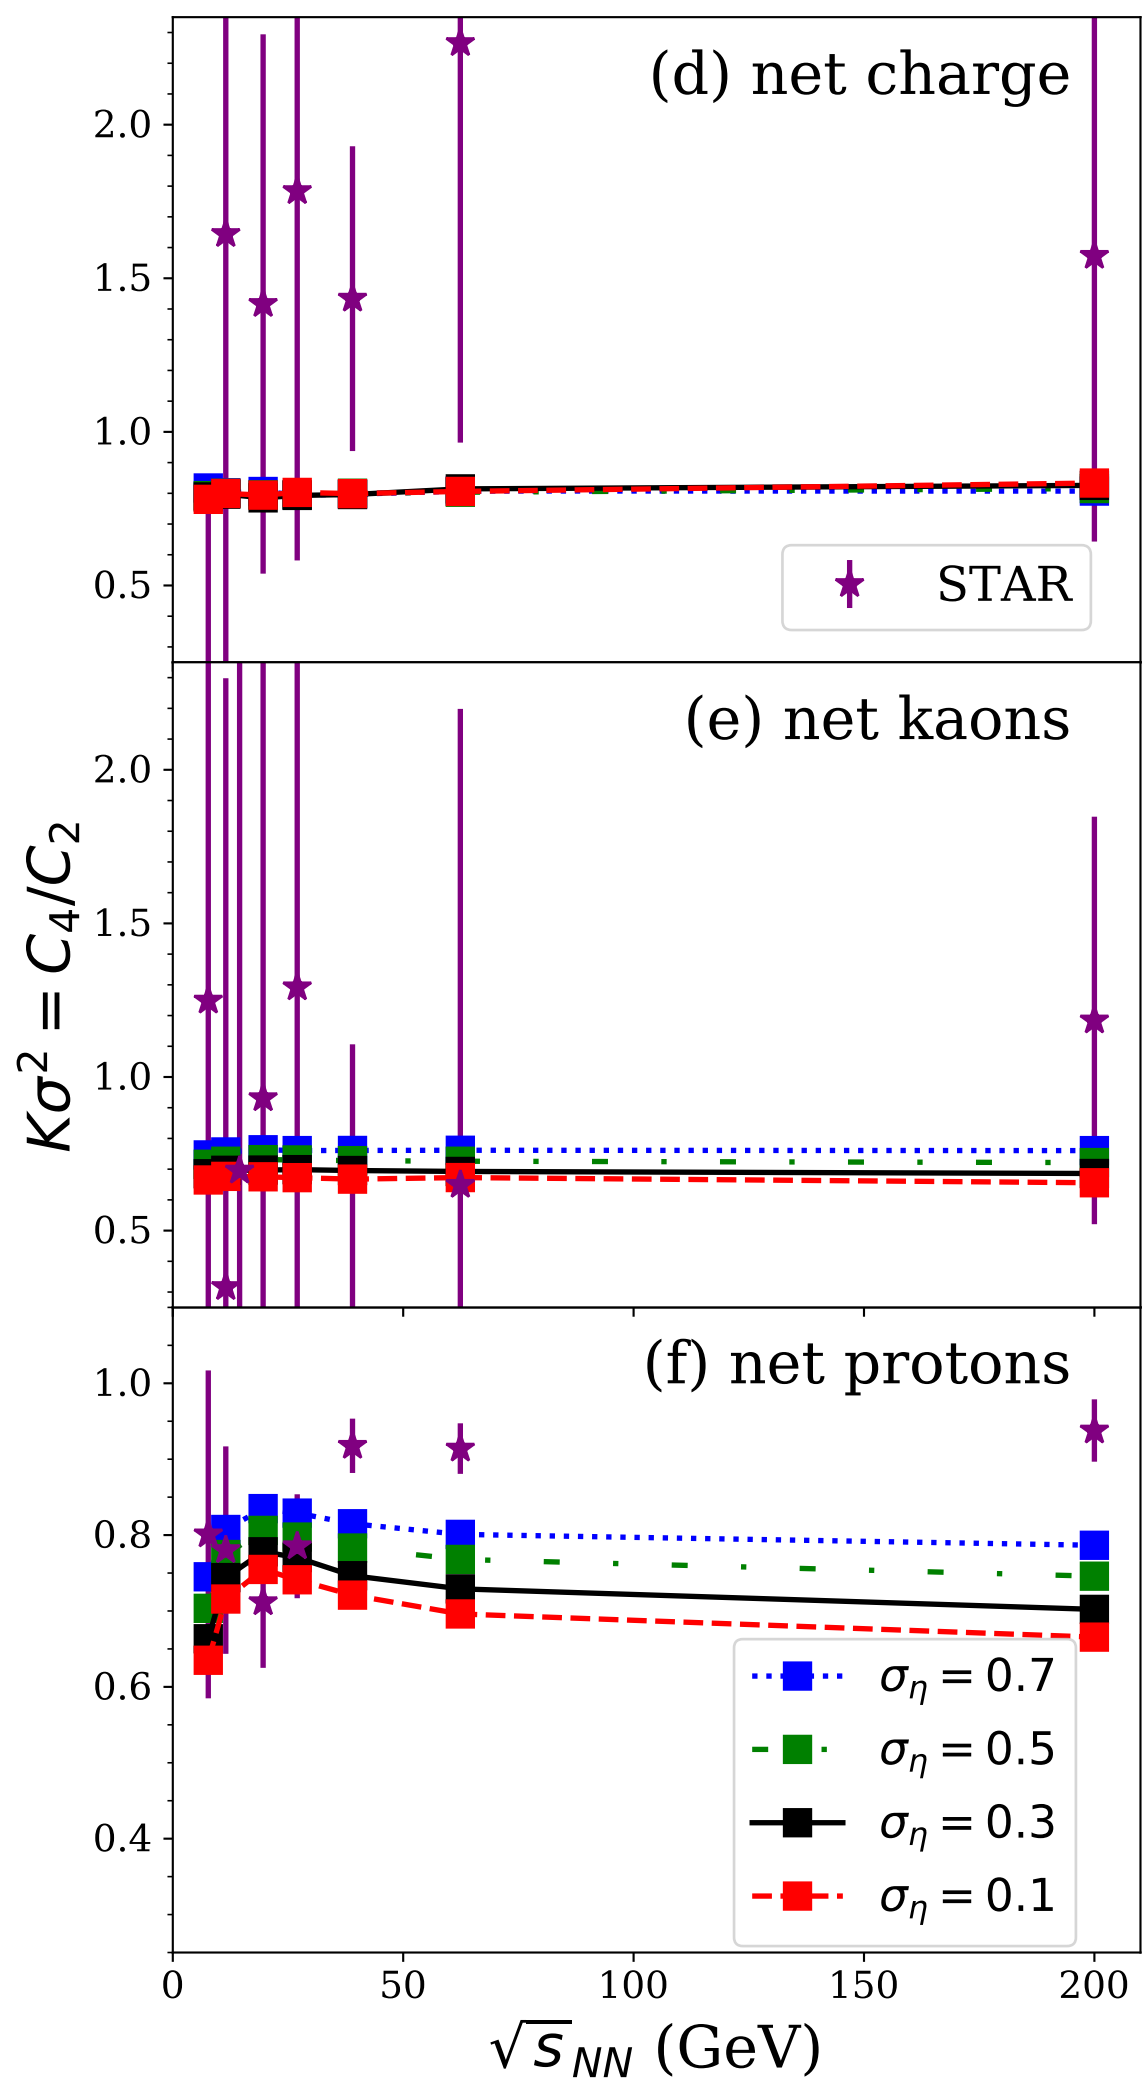 (d) net charge
2.0
1.5
1.0
0.5
STAR
(e) net kaons
2.0
1.5
1.0
0.5
Kσ² = C₄/C₂
(f) net protons
1.0
0.8
0.6
0.4
σ_η = 0.7
σ_η = 0.5
σ_η = 0.3
σ_η = 0.1
0 50 100 150 200
√s_NN (GeV)